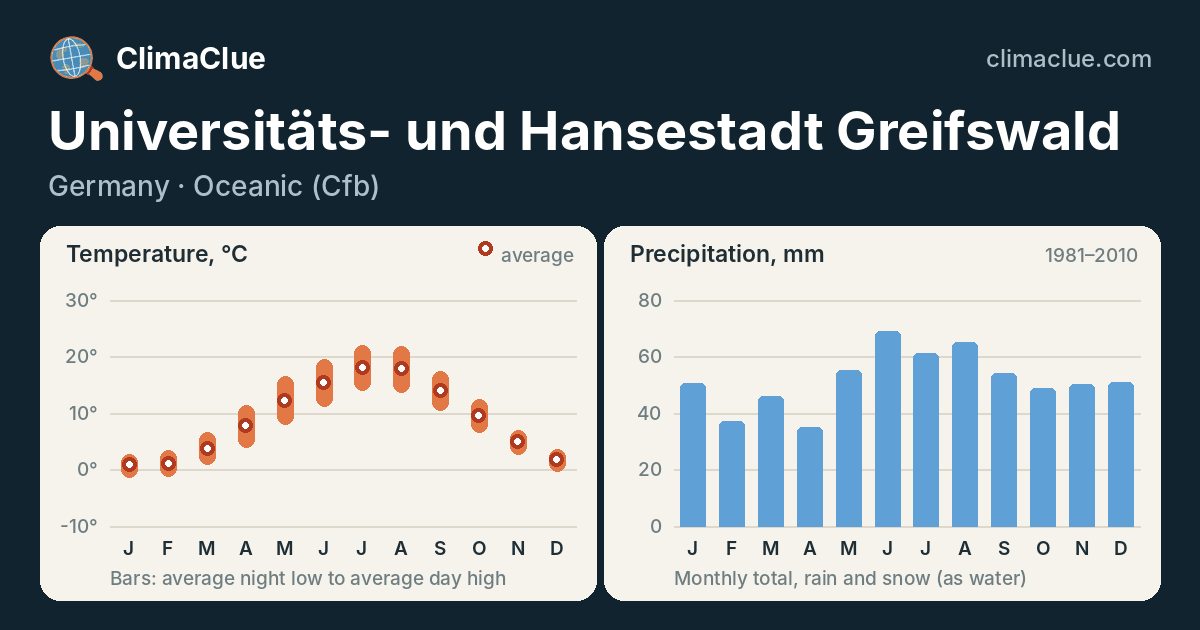 ClimaClue
climaclue.com
Universitäts- und Hansestadt Greifswald
Germany · Oceanic (Cfb)
Temperature, °C
average
30°
20°
10°
0°
-10°
J F M A M J J A S O N D
Bars: average night low to average day high
Precipitation, mm
1981–2010
80
60
40
20
0
J F M A M J J A S O N D
Monthly total, rain and snow (as water)